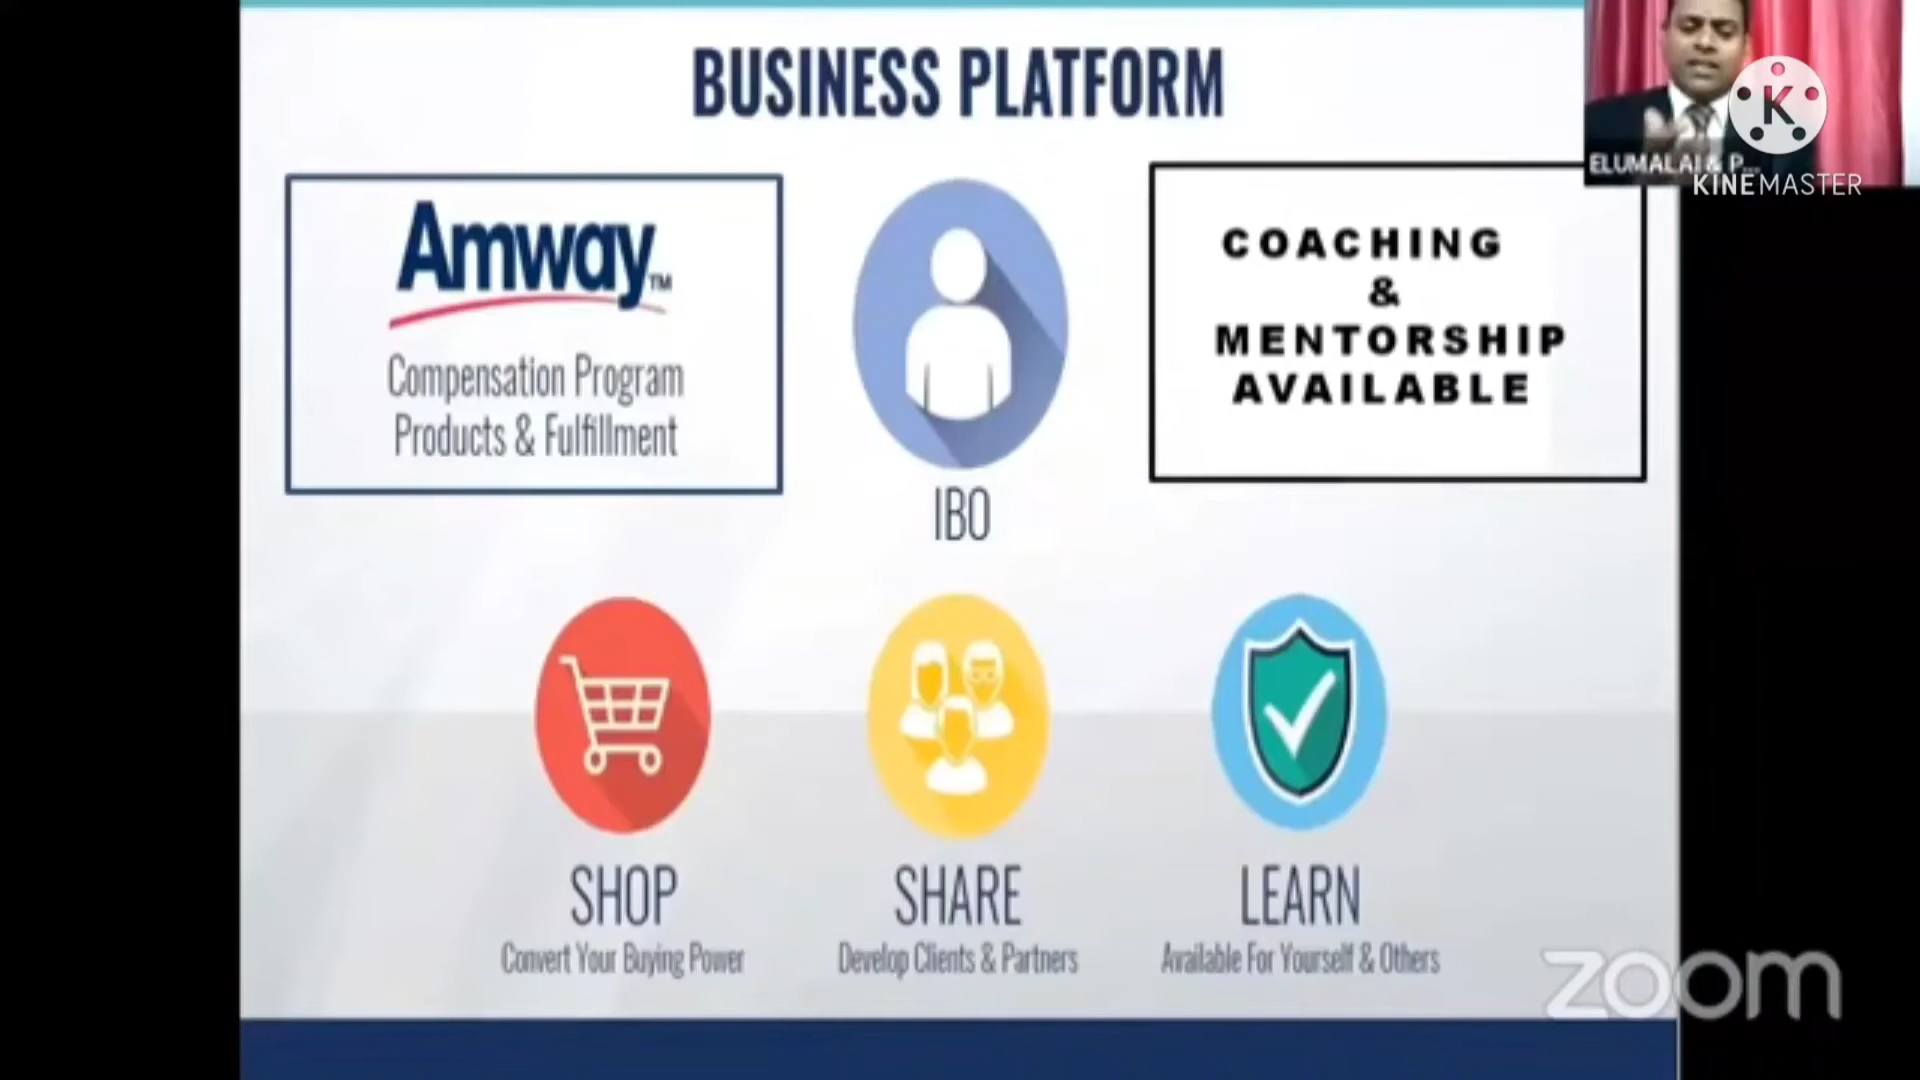 BUSINESS PLATFORM
ELUMALAI & P...
KINEMASTER
Amway™
Compensation Program
Products & Fulfillment
IBO
COACHING
&
MENTORSHIP
AVAILABLE
SHOP
Convert Your Buying Power
SHARE
Develop Clients & Partners
LEARN
Available For Yourself & Others
zoom
K